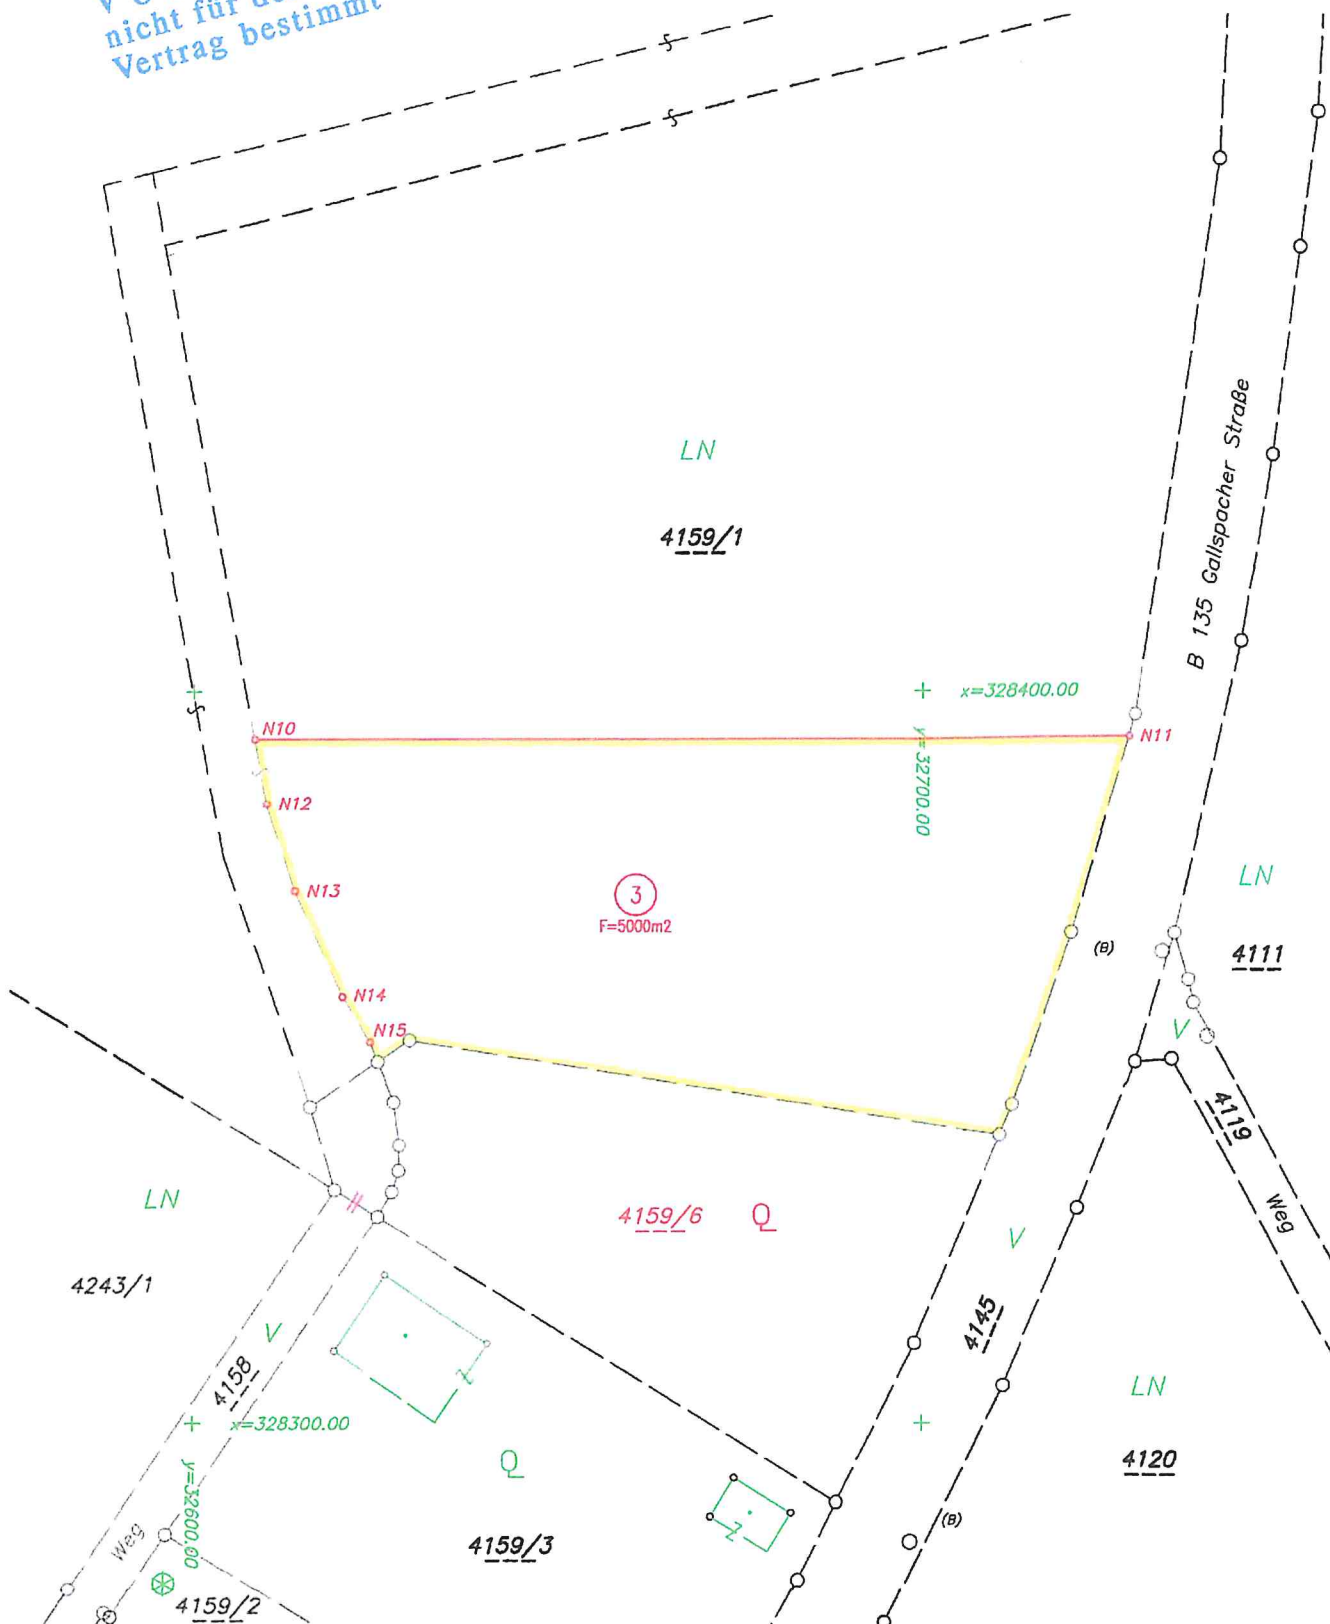 nicht für
Vertrag bestimmt
B 135 Gallspacher Straße
LN
4159/1
x=328400.00
N10
N11
y=32700.00
N12
LN
N13
3
F=5000m2
(B)
4111
N14
N15
V
4119
LN
4159/6
Q
Weg
V
4243/1
4145
V
4158
LN
x=328300.00
Q
4120
y=32600.00
(B)
Weg
4159/3
4159/2